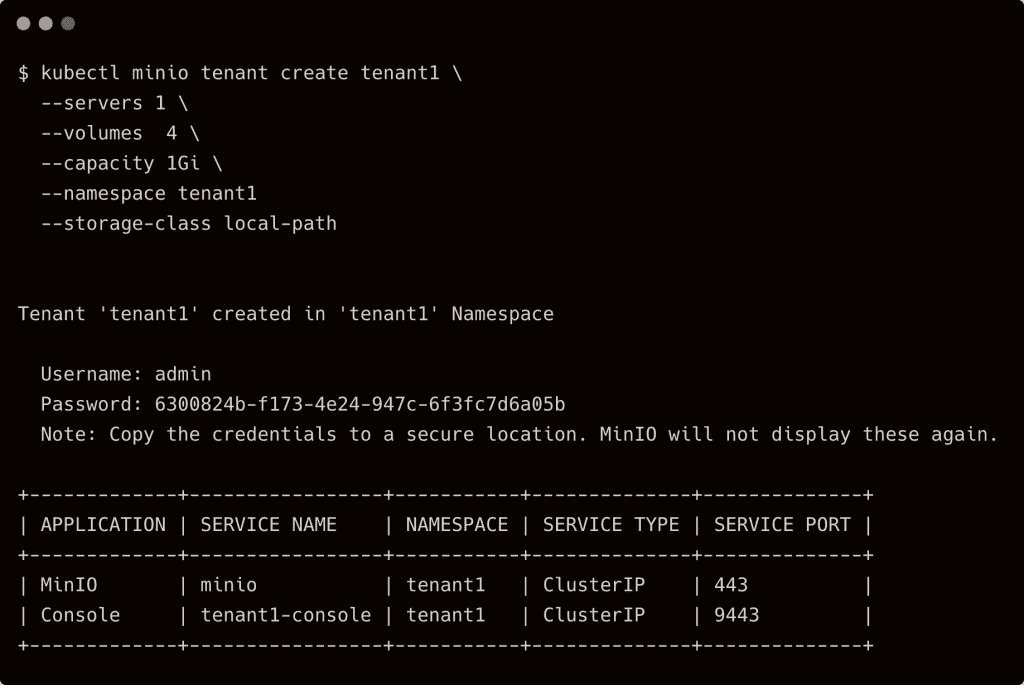 $ kubectl minio tenant create tenant1 \
  --servers 1 \
  --volumes  4 \
  --capacity 1Gi \
  --namespace tenant1
  --storage-class local-path

Tenant 'tenant1' created in 'tenant1' Namespace

  Username: admin
  Password: 6300824b-f173-4e24-947c-6f3fc7d6a05b
  Note: Copy the credentials to a secure location. MinIO will not display these again.

+-------------+-----------------+-----------+--------------+--------------+
| APPLICATION | SERVICE NAME    | NAMESPACE | SERVICE TYPE | SERVICE PORT |
+-------------+-----------------+-----------+--------------+--------------+
| MinIO       | minio           | tenant1   | ClusterIP    | 443          |
| Console     | tenant1-console | tenant1   | ClusterIP    | 9443         |
+-------------+-----------------+-----------+--------------+--------------+